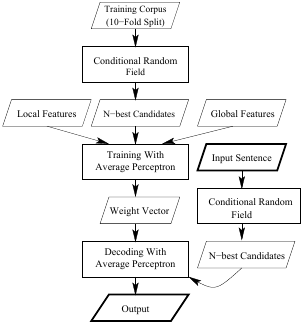 Training Corpus
(10−Fold Split)
Conditional Random
Field
Local Features
N−best Candidates
Global Features
Training With
Average Perceptron
Input Sentence
Weight Vector
Conditional Random
Field
Decoding With
Average Perceptron
N−best Candidates
Output